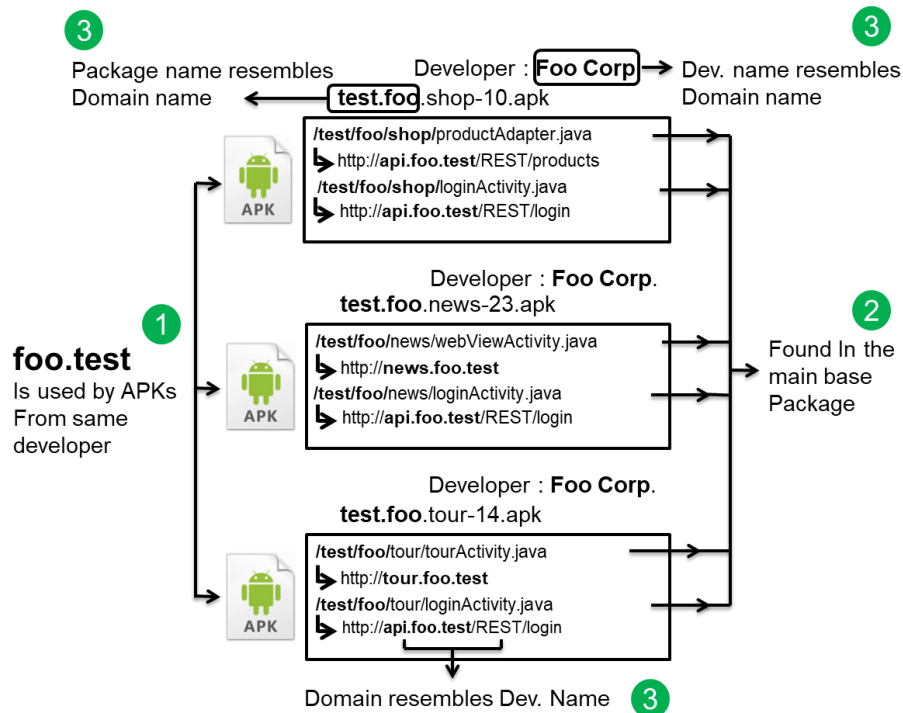 3
Package name resembles
Domain name
Developer : Foo Corp
test.foo.shop-10.apk
3
Dev. name resembles
Domain name
APK
/test/foo/shop/productAdapter.java
http://api.foo.test/REST/products
/test/foo/shop/loginActivity.java
http://api.foo.test/REST/login
1
foo.test
Is used by APKs
From same
developer
Developer : Foo Corp.
test.foo.news-23.apk
APK
/test/foo/news/webViewActivity.java
http://news.foo.test
/test/foo/news/loginActivity.java
http://api.foo.test/REST/login
2
Found In the
main base
Package
Developer : Foo Corp.
test.foo.tour-14.apk
APK
/test/foo/tour/tourActivity.java
http://tour.foo.test
/test/foo/tour/loginActivity.java
http://api.foo.test/REST/login
Domain resembles Dev. Name
3